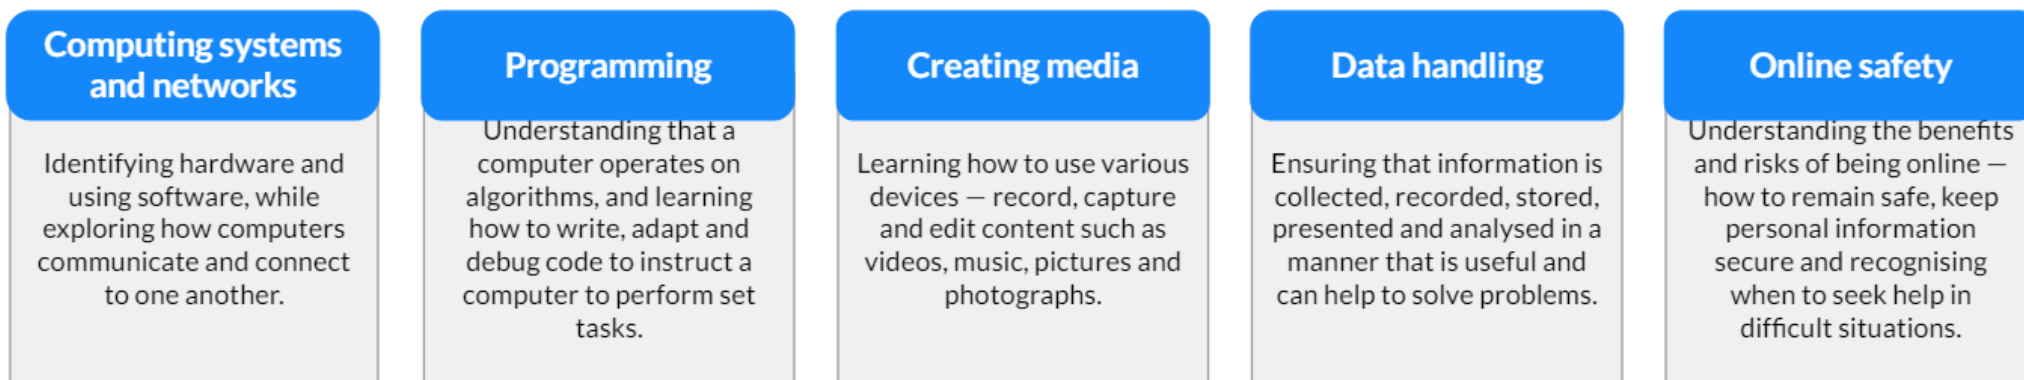 Computing systems
and networks
Identifying hardware and
using software, while
exploring how computers
communicate and connect
to one another.
Programming
Understanding that a
computer operates on
algorithms, and learning
how to write, adapt and
debug code to instruct a
computer to perform set
tasks.
Creating media
Learning how to use various
devices — record, capture
and edit content such as
videos, music, pictures and
photographs.
Data handling
Ensuring that information is
collected, recorded, stored,
presented and analysed in a
manner that is useful and
can help to solve problems.
Online safety
Understanding the benefits
and risks of being online —
how to remain safe, keep
personal information
secure and recognising
when to seek help in
difficult situations.